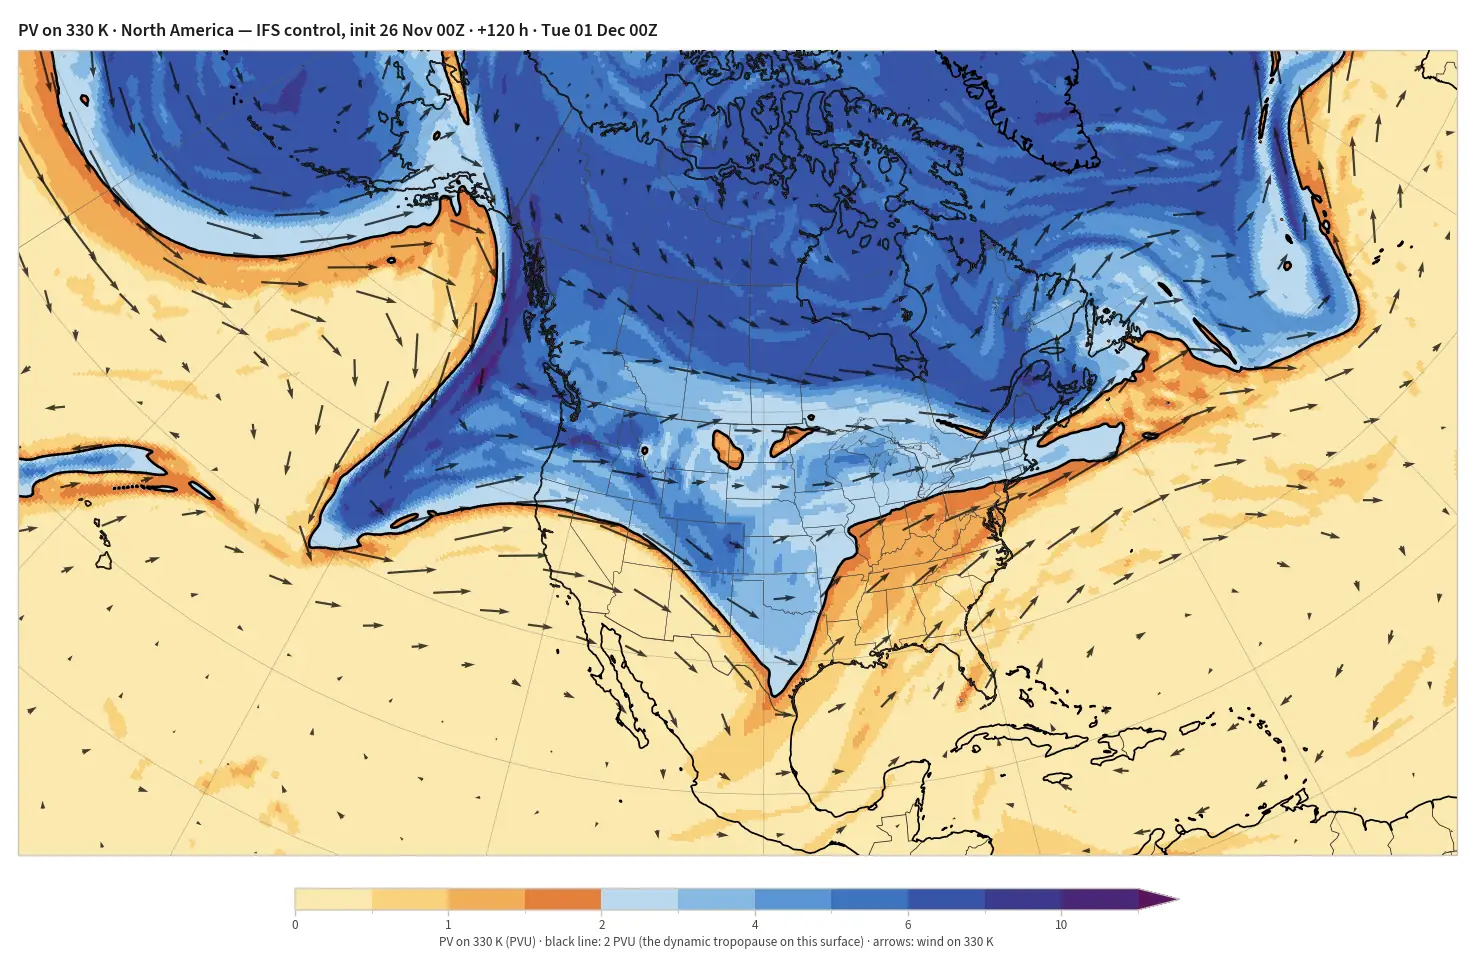 PV on 330 K · North America — IFS control, init 26 Nov 00Z · +120 h · Tue 01 Dec 00Z
0 1 2 4 6 8 10
PV on 330 K (PVU) · black line: 2 PVU (the dynamic tropopause on this surface) · arrows: wind on 330 K